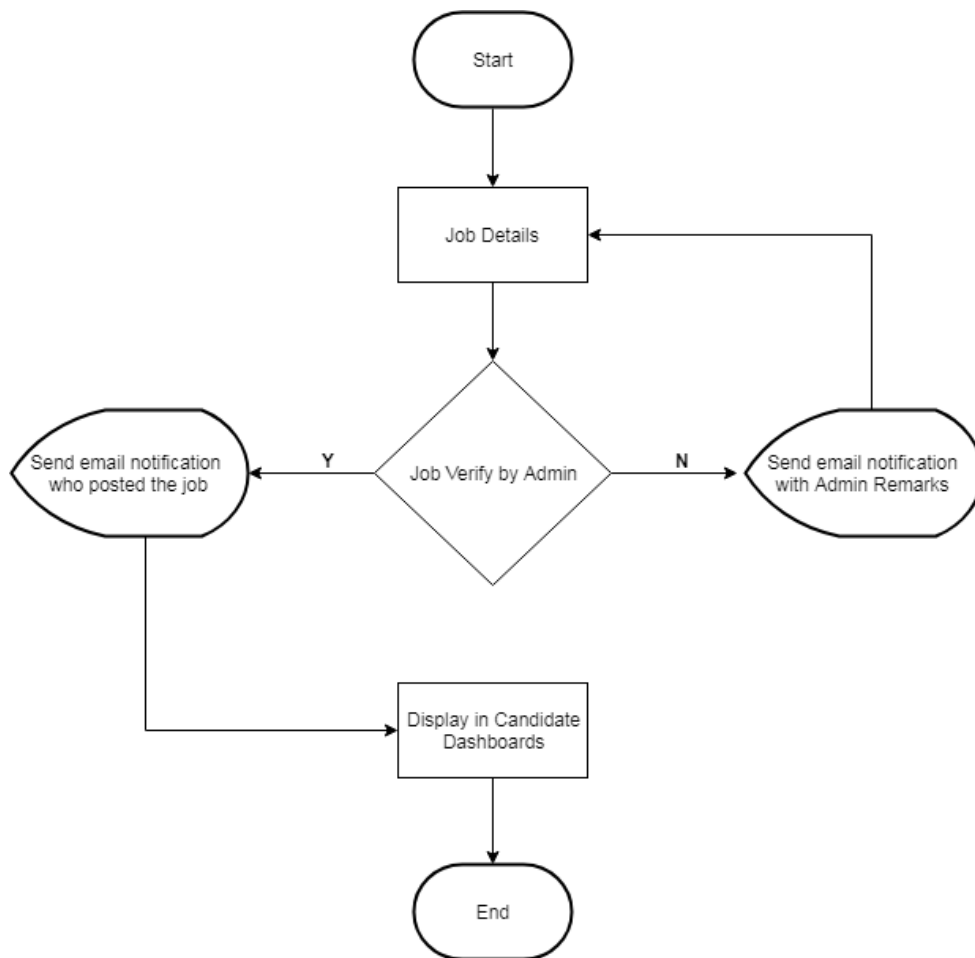 Start
Job Details
Send email notification
who posted the job
Y
Job Verify by Admin
N
Send email notification
with Admin Remarks
Display in Candidate
Dashboards
End